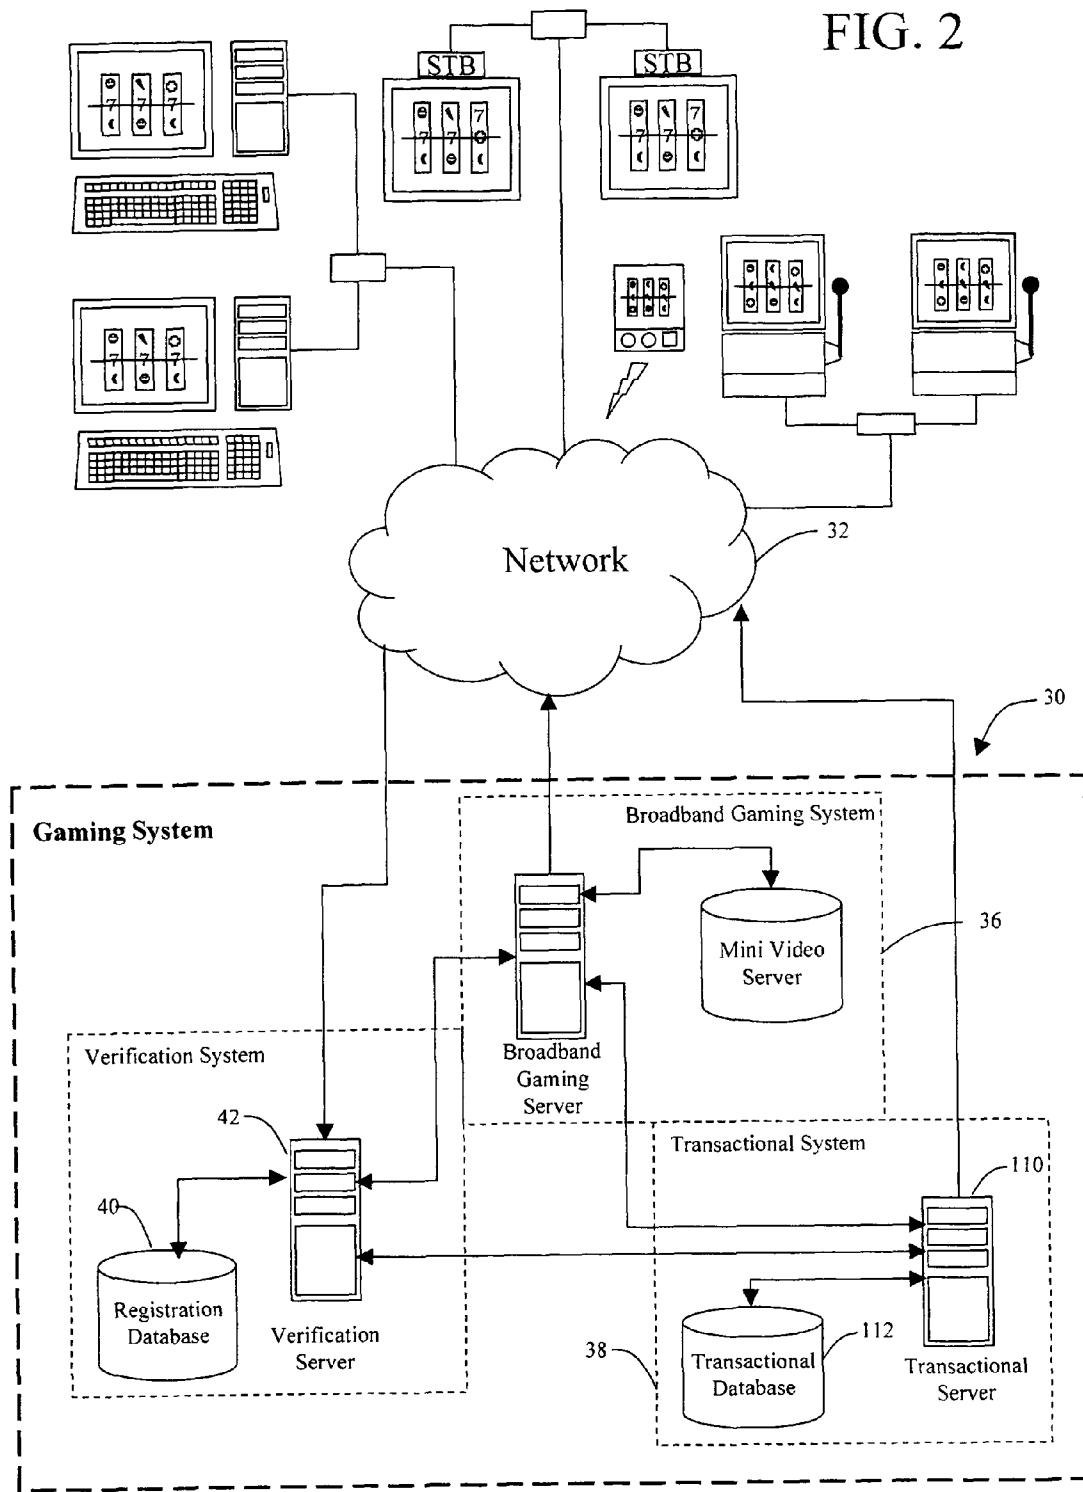 FIG. 2
STB
STB
Network
32
30
Gaming System
Broadband Gaming System
36
Mini Video
Server
Broadband
Gaming
Server
Verification System
42
40
Registration
Database
Verification
Server
Transactional System
110
38
112
Transactional
Database
Transactional
Server